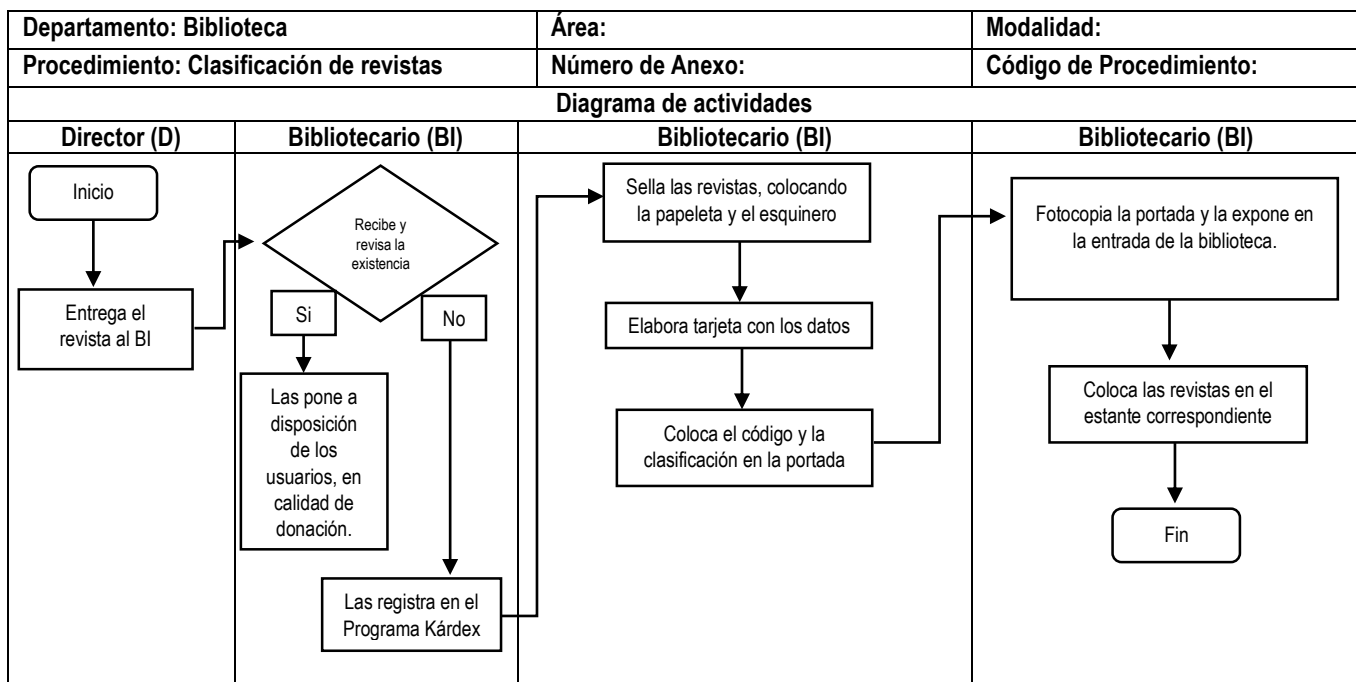 Departamento: Biblioteca
Área:
Modalidad:
Procedimiento: Clasificación de revistas
Número de Anexo:
Código de Procedimiento:
Diagrama de actividades
Director (D)
Bibliotecario (BI)
Bibliotecario (BI)
Bibliotecario (BI)
Inicio
Entrega el
revista al BI
Recibe y
revisa la
existencia
Si
No
Las pone a
disposición
de los
usuarios, en
calidad de
donación.
Las registra en el
Programa Kárdex
Sella las revistas, colocando
la papeleta y el esquinero
Elabora tarjeta con los datos
Coloca el código y la
clasificación en la portada
Fotocopia la portada y la expone en
la entrada de la biblioteca.
Coloca las revistas en el
estante correspondiente
Fin